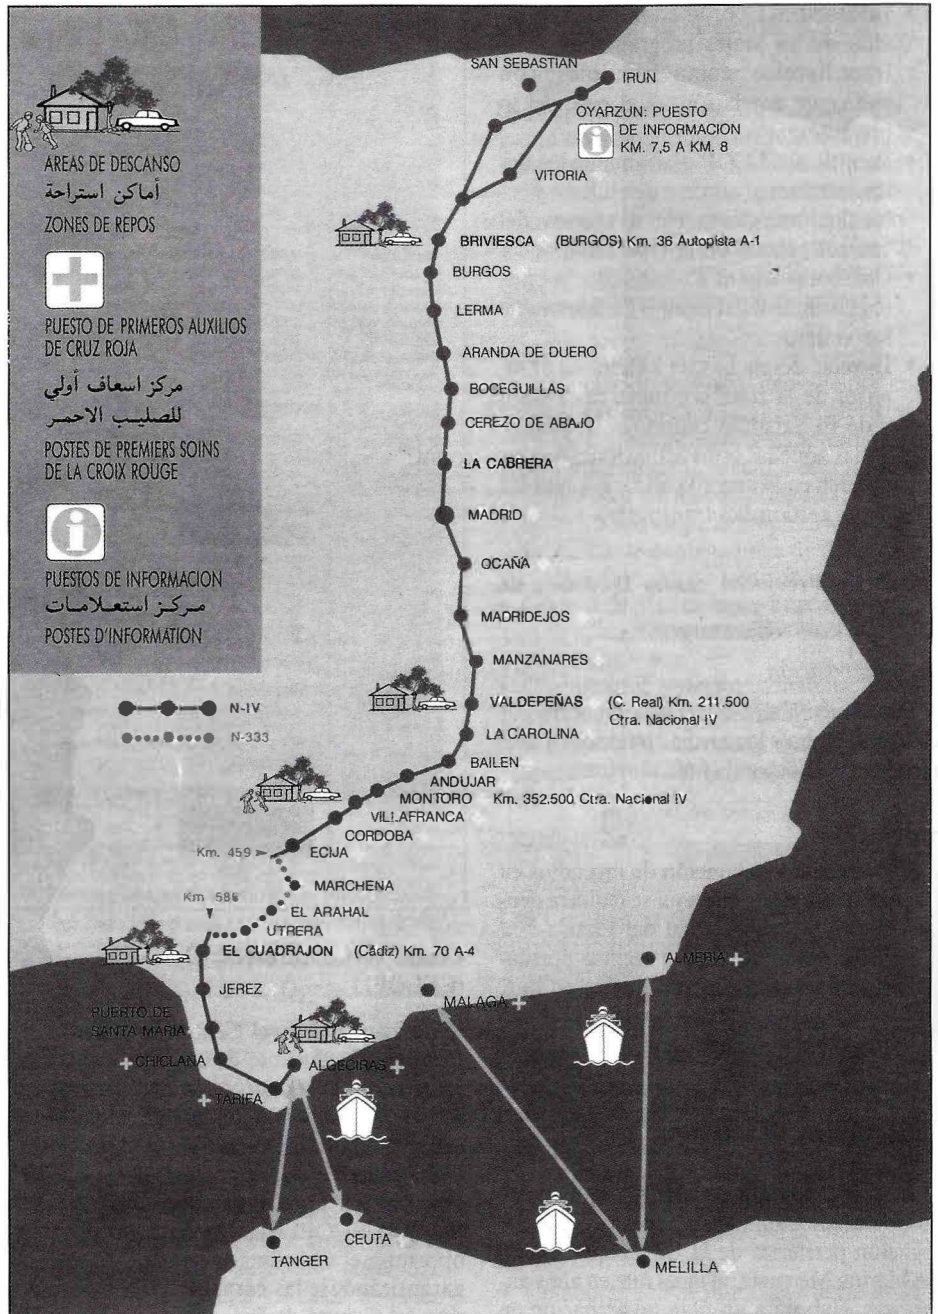 AREAS DE DESCANSO
أماكن استراحة
ZONES DE REPOS
PUESTO DE PRIMEROS AUXILIOS
DE CRUZ ROJA
مركز اسعاف أولي
للصليب الاحمر
POSTES DE PREMIERS SOINS
DE LA CROIX ROUGE
i
PUESTOS DE INFORMACION
مركز استعلامات
POSTES D'INFORMATION
N-IV
N-333
SAN SEBASTIAN
IRUN
OYARZUN: PUESTO
i DE INFORMACION
KM. 7,5 A KM. 8
VITORIA
BRIVIESCA (BURGOS) Km. 36 Autopista A-1
BURGOS
LERMA
ARANDA DE DUERO
BOCEGUILLAS
CEREZO DE ABAJO
LA CABRERA
MADRID
OCAÑA
MADRIDEJOS
MANZANARES
VALDEPEÑAS (C. Real) Km. 211.500
Ctra. Nacional IV
LA CAROLINA
BAILEN
ANDUJAR
MONTORO Km. 352.500 Ctra. Nacional IV
VILLAFRANCA
CORDOBA
Km. 459 ECIJA
MARCHENA
Km 586
EL ARAHAL
UTRERA
EL CUADRAJON (Cádiz) Km. 70 A-4
ALMERIA
JEREZ
MALAGA
PUERTO DE
SANTA MARIA
CHICLANA
ALGECIRAS
TARIFA
CEUTA
TANGER
MELILLA